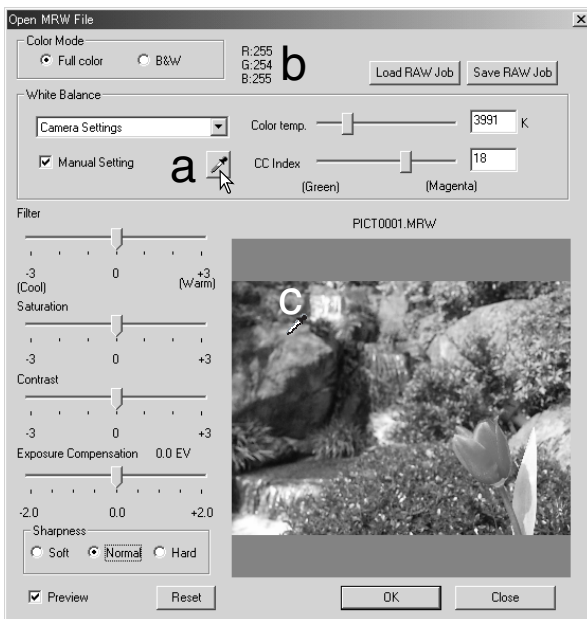 Open MRW File
Color Mode
Full color B&W
R:255
G:254
B:255
b
Load RAW Job Save RAW Job
White Balance
Camera Settings
Color temp. 3991 K
Manual Setting
a
CC Index 18
(Green) (Magenta)
Filter
-3 0 +3
(Cool) (Warm)
PICT0001.MRW
c
Saturation
-3 0 +3
Contrast
-3 0 +3
Exposure Compensation 0.0 EV
-2.0 0.0 +2.0
Sharpness
Soft Normal Hard
Preview Reset OK Close